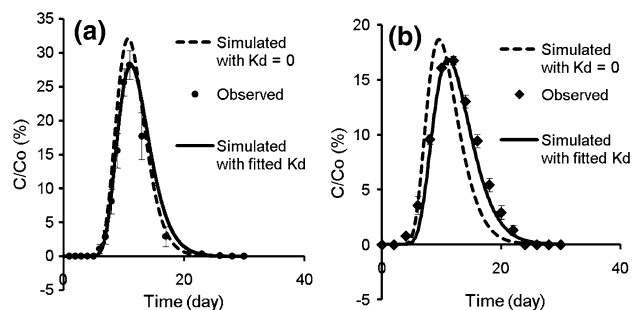 (a)
35
30
25
20
15
10
5
0
-5
0
20
40
C/Co (%)
Time (day)
Simulated
with Kd = 0
Observed
Simulated
with fitted Kd
(b)
20
15
10
5
0
-5
0
20
40
C/Co (%)
Time (day)
Simulated
with Kd = 0
Observed
Simulated
with fitted Kd